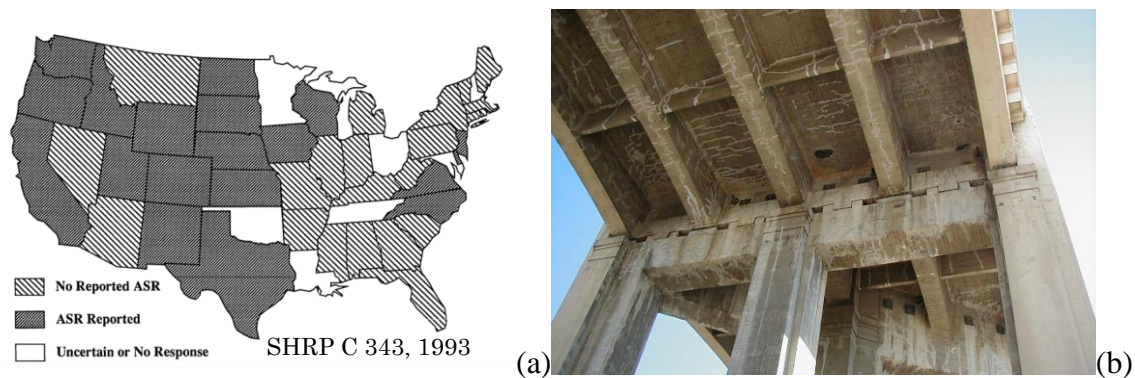 No Reported ASR
ASR Reported
Uncertain or No Response
SHRP C 343, 1993
(a)
(b)